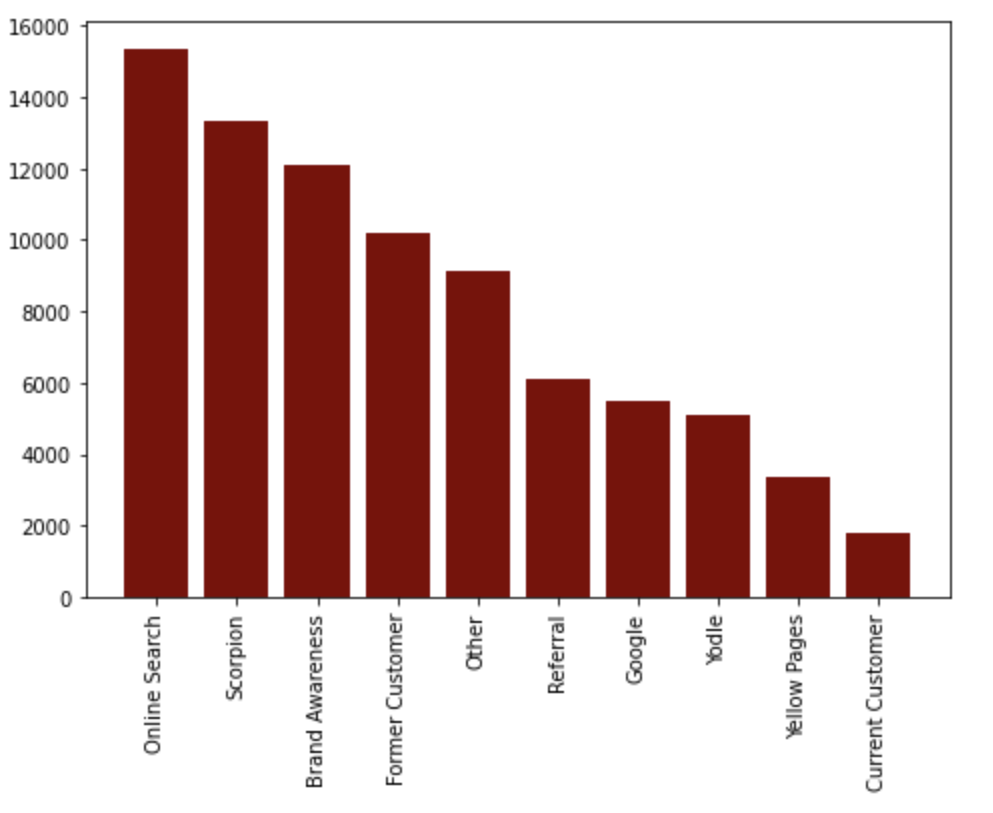 16000
14000
12000
10000
8000
6000
4000
2000
0
Online Search
Scorpion
Brand Awareness
Former Customer
Other
Referral
Google
Yodle
Yellow Pages
Current Customer